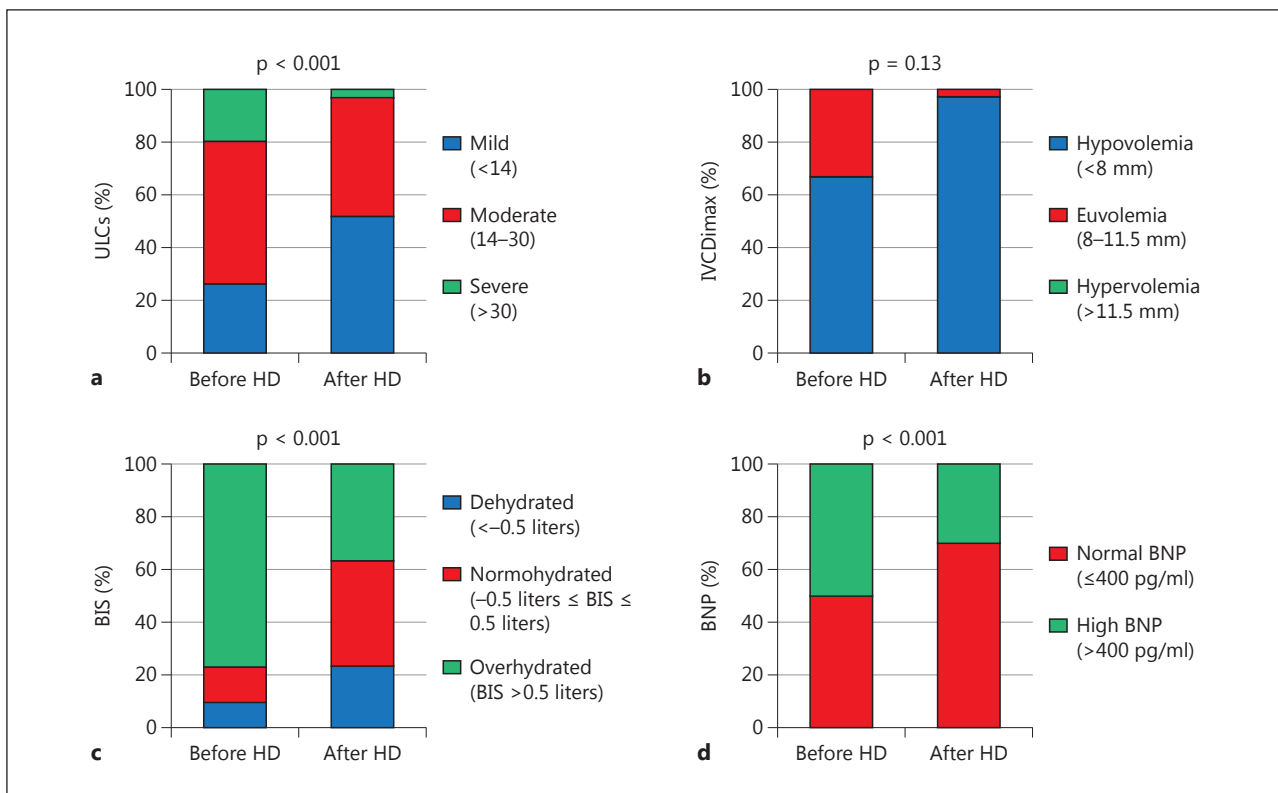 p < 0.001
100
80
60
40
20
0
ULCs (%)
Before HD
After HD
Mild
(<14)
Moderate
(14–30)
Severe
(>30)
a
p = 0.13
100
80
60
40
20
0
IVCDimax (%)
Before HD
After HD
Hypovolemia
(<8 mm)
Euvolemia
(8–11.5 mm)
Hypervolemia
(>11.5 mm)
b
p < 0.001
100
80
60
40
20
0
BIS (%)
Before HD
After HD
Dehydrated
(<–0.5 liters)
Normohydrated
(–0.5 liters ≤ BIS ≤
0.5 liters)
Overhydrated
(BIS >0.5 liters)
c
p < 0.001
100
80
60
40
20
0
BNP (%)
Before HD
After HD
Normal BNP
(≤400 pg/ml)
High BNP
(>400 pg/ml)
d